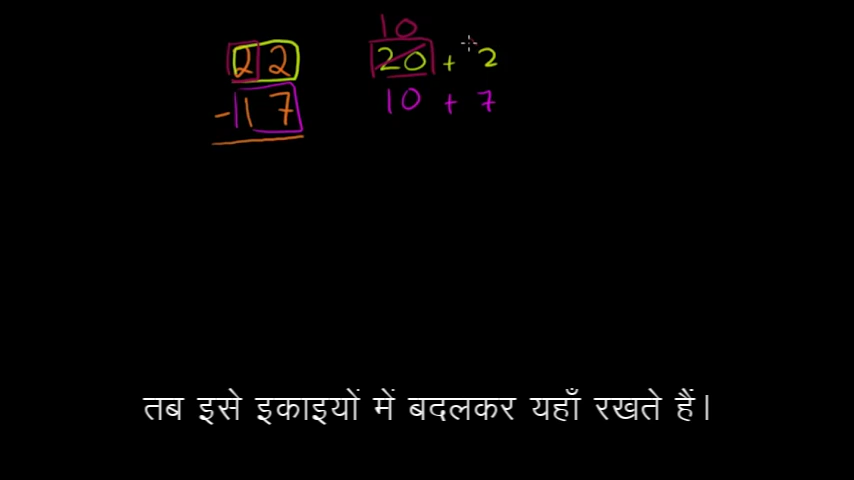 10
22 20 + 2
-17 10 + 7
तब इसे इकाइयों में बदलकर यहाँ रखते हैं।